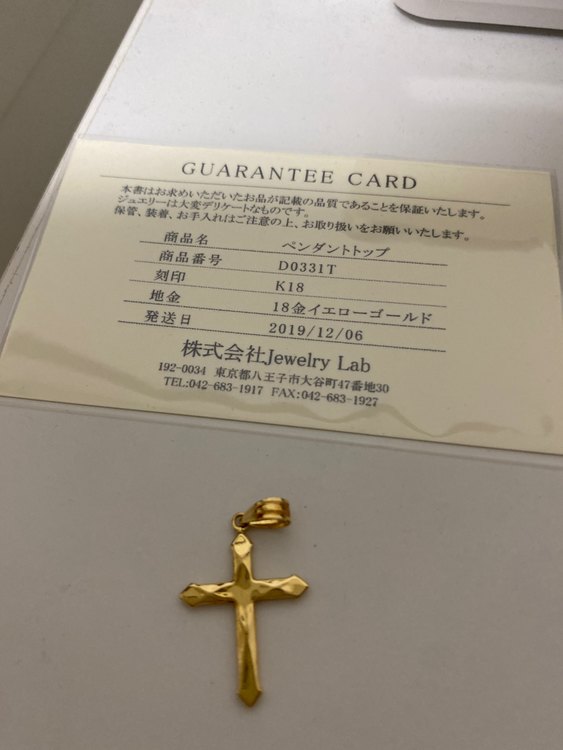 GUARANTEE CARD
本書はお求めいただいたお品が記載の品質であることを保証いたします。
ジュエリーは大変デリケートなものです。
保管、装着、お手入れはご注意の上、お取り扱いをお願いいたします。
商品名 ペンダントトップ
商品番号 D0331T
刻印 K18
地金 18金イエローゴールド
発送日 2019/12/06
株式会社Jewelry Lab
192-0034 東京都八王子市大谷町47番地30
TEL:042-683-1917 FAX:042-683-1927